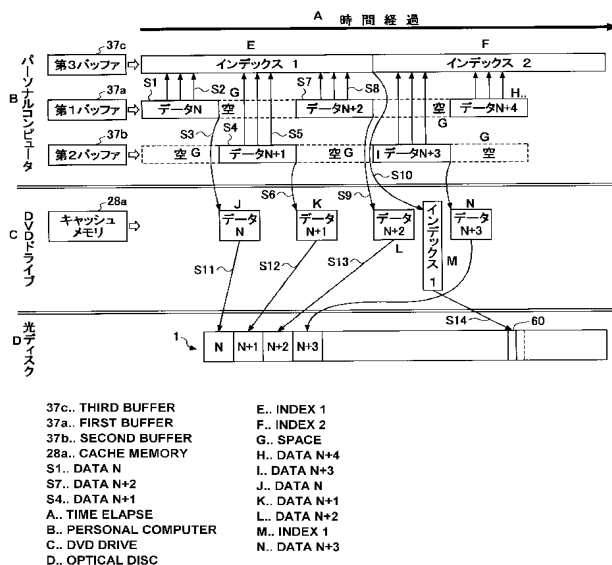 A 時間経過
E
F
37c
第3バッファ
インデックス 1
インデックス 2
S1
S2
G
S7
S8
H..
パーソナルコンピュータ
B
37a
第1バッファ
データN
空
データN+2
空
G
データN+4
S3
S4
S5
G
37b
第2バッファ
空 G
データN+1
空 G
I データN+3
空
S6
S9
S10
DVDドライブ
C
28a
キャッシュ
メモリ
J
データ
N
K
データ
N+1
データ
N+2
L
インデックス1
M
N
データ
N+3
S11
S12
S13
S14
60
光ディスク
D
1
N
N+1
N+2
N+3
37c.. THIRD BUFFER
37a.. FIRST BUFFER
37b.. SECOND BUFFER
28a.. CACHE MEMORY
S1.. DATA N
S7.. DATA N+2
S4.. DATA N+1
A.. TIME ELAPSE
B.. PERSONAL COMPUTER
C.. DVD DRIVE
D.. OPTICAL DISC
E.. INDEX 1
F.. INDEX 2
G.. SPACE
H.. DATA N+4
I.. DATA N+3
J.. DATA N
K.. DATA N+1
L.. DATA N+2
M.. INDEX 1
N.. DATA N+3